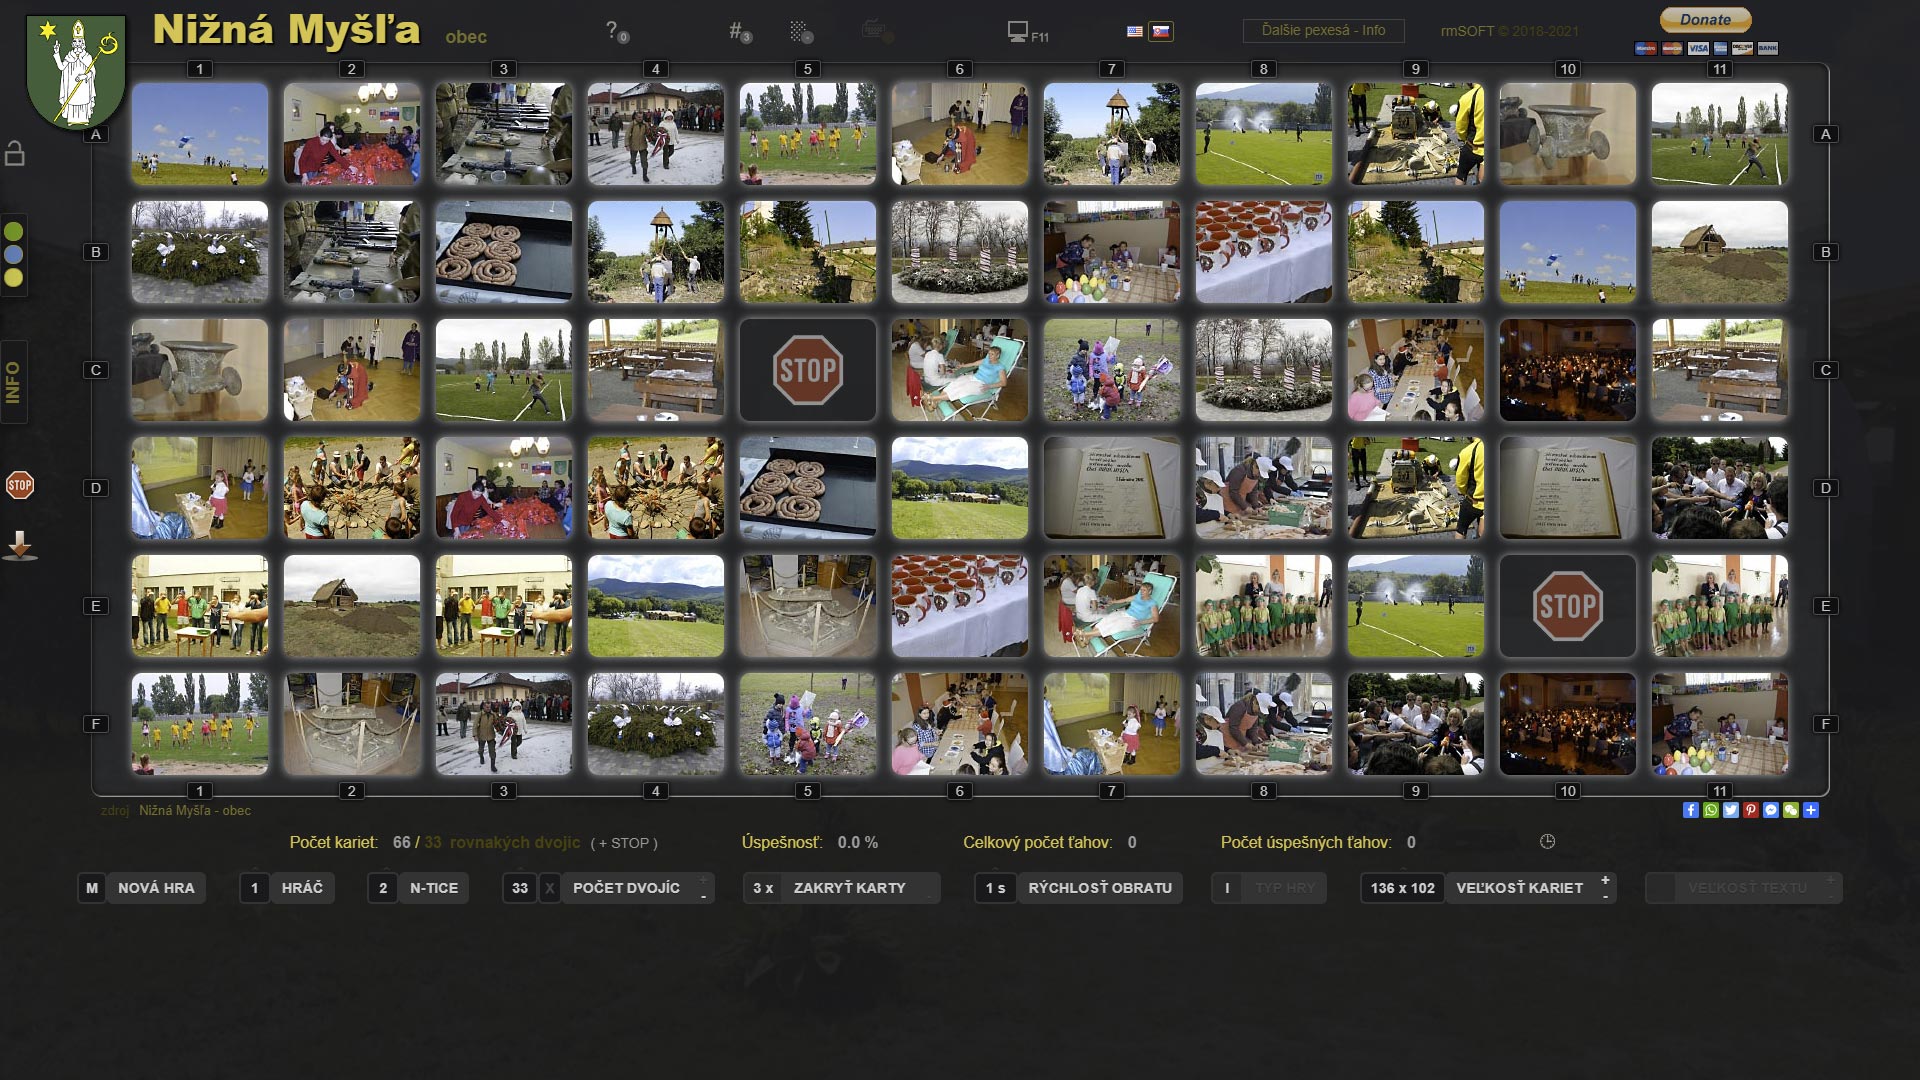 Nižná Myšľa obec
? 0
# 3
F11
Ďalšie pexesá - Info
rmSOFT © 2018-2021
Donate
Maestro VISA BANK
1 2 3 4 5 6 7 8 9 10 11
A A
B B
C STOP C
INFO
D D
STOP
E STOP E
F F
1 2 3 4 5 6 7 8 9 10 11
zdroj Nižná Myšľa - obec
Počet kariet: 66 / 33 rovnakých dvojic ( + STOP ) Úspešnosť: 0.0 % Celkový počet ťahov: 0 Počet úspešných ťahov: 0
M NOVÁ HRA 1 HRÁČ 2 N-TICE 33 X POČET DVOJÍC + - 3 x ZAKRYŤ KARTY - 1 s RÝCHLOSŤ OBRATU I TYP HRY 136 x 102 VEĽKOSŤ KARIET + - VEĽKOSŤ TEXTU + -